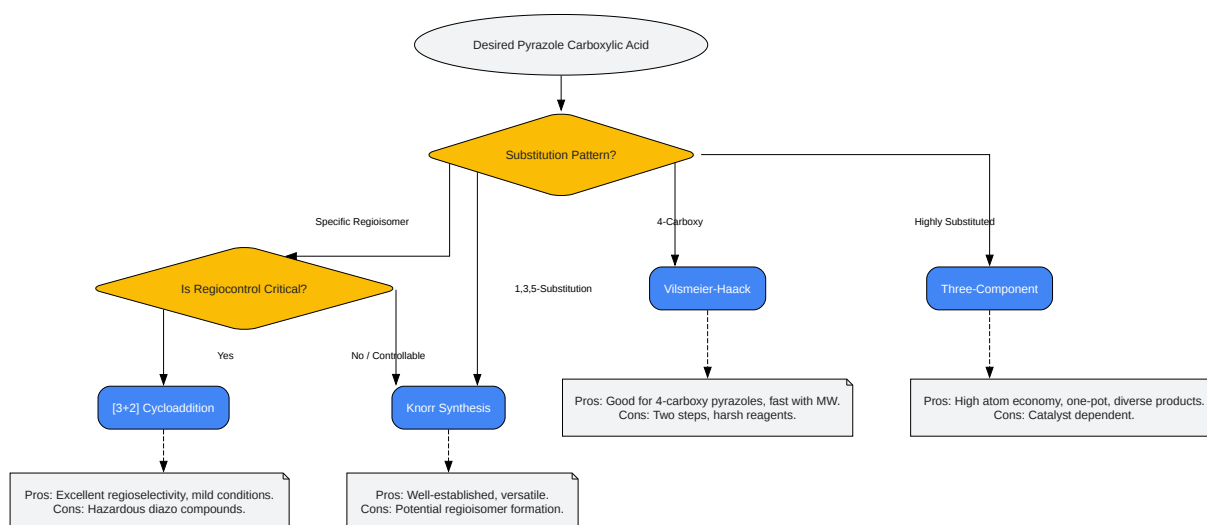 Desired Pyrazole Carboxylic Acid
Substitution Pattern?
Specific Regioisomer
4-Carboxy
Highly Substituted
Is Regiocontrol Critical?
1,3,5-Substitution
Vilsmeier-Haack
Three-Component
Yes
No / Controllable
[3+2] Cycloaddition
Knorr Synthesis
Pros: Good for 4-carboxy pyrazoles, fast with MW.
Cons: Two steps, harsh reagents.
Pros: High atom economy, one-pot, diverse products.
Cons: Catalyst dependent.
Pros: Excellent regioselectivity, mild conditions.
Cons: Hazardous diazo compounds.
Pros: Well-established, versatile.
Cons: Potential regioisomer formation.